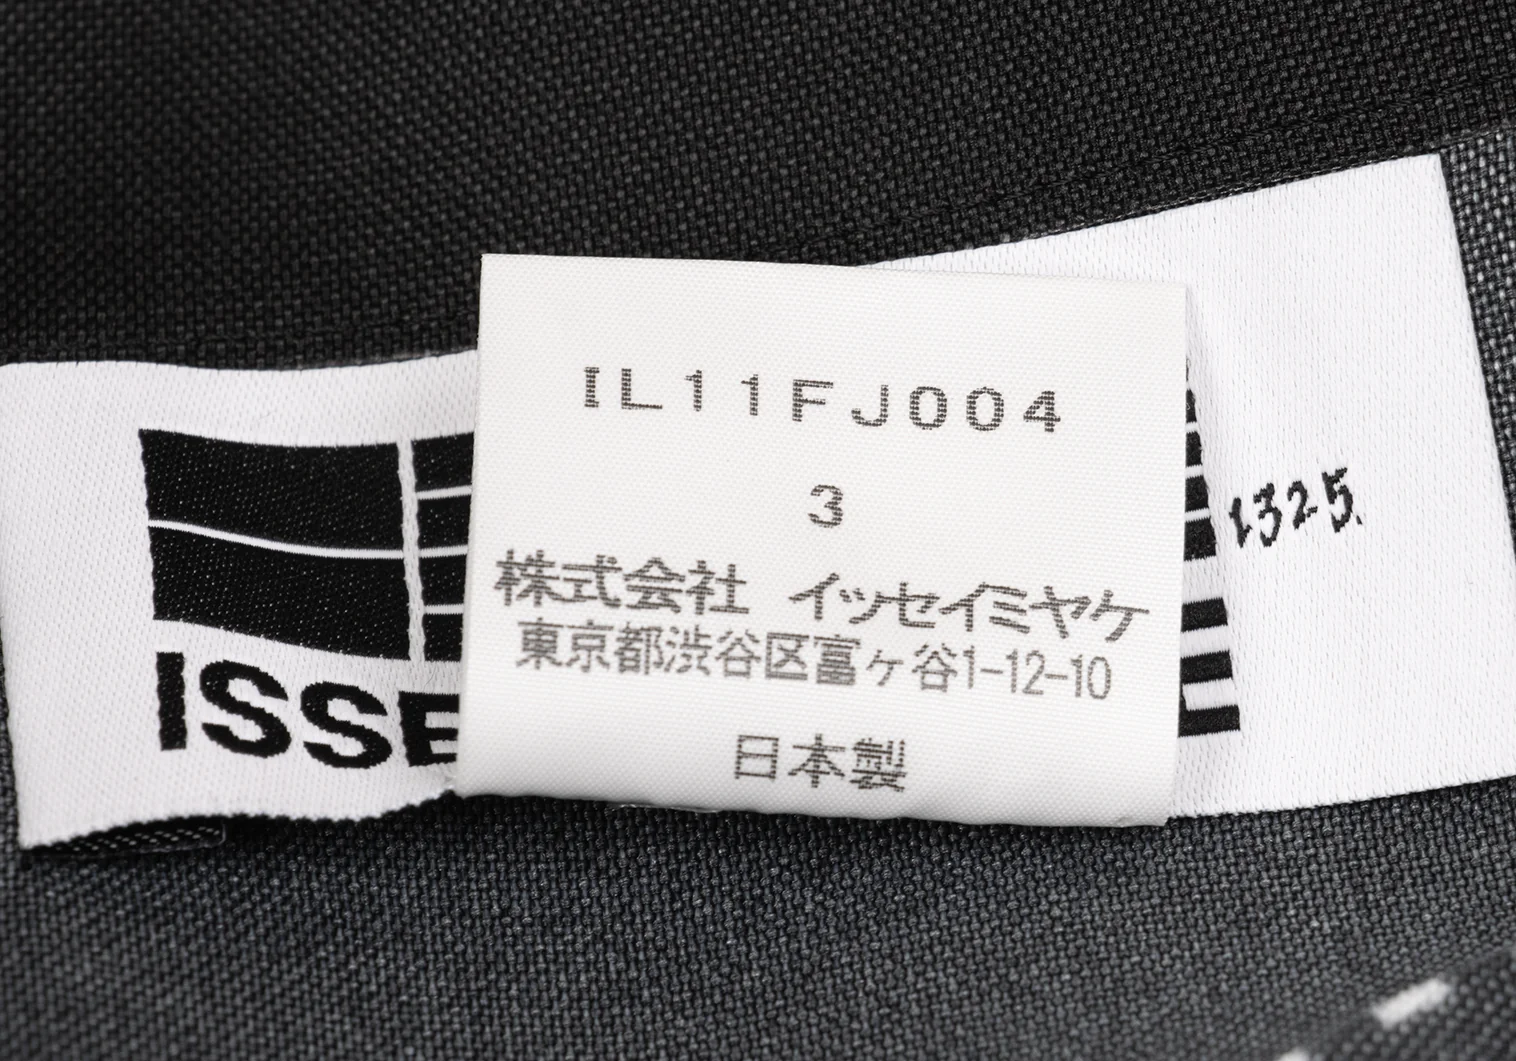 IL11FJ004
3
株式会社 イッセイミヤケ
東京都渋谷区富ヶ谷1-12-10
日本製
1325.
ISSE
E